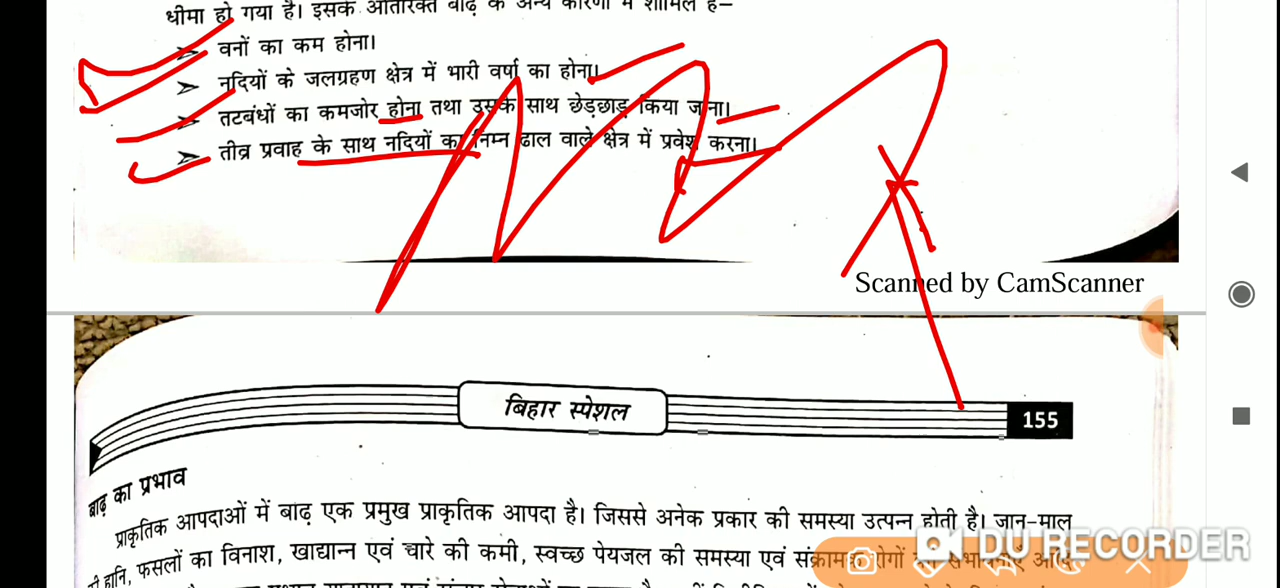 धीमा हो गया है। इसके अतिरिक्त बाढ़ के अन्य कारणों में शामिल हैं–
➢ वनों का कम होना।
➢ नदियों के जलग्रहण क्षेत्र में भारी वर्षा का होना।
➢ तटबंधों का कमजोर होना तथा उसके साथ छेड़छाड़ किया जाना।
➢ तीव्र प्रवाह के साथ नदियों का निम्न ढाल वाले क्षेत्र में प्रवेश करना।
Scanned by CamScanner
बिहार स्पेशल
155
बाढ़ का प्रभाव
प्राकृतिक आपदाओं में बाढ़ एक प्रमुख प्राकृतिक आपदा है। जिससे अनेक प्रकार की समस्या उत्पन्न होती है। जान-माल
की हानि, फसलों का विनाश, खाद्यान्न एवं चारे की कमी, स्वच्छ पेयजल की समस्या एवं संक्रामक रोगों
DU RECORDER